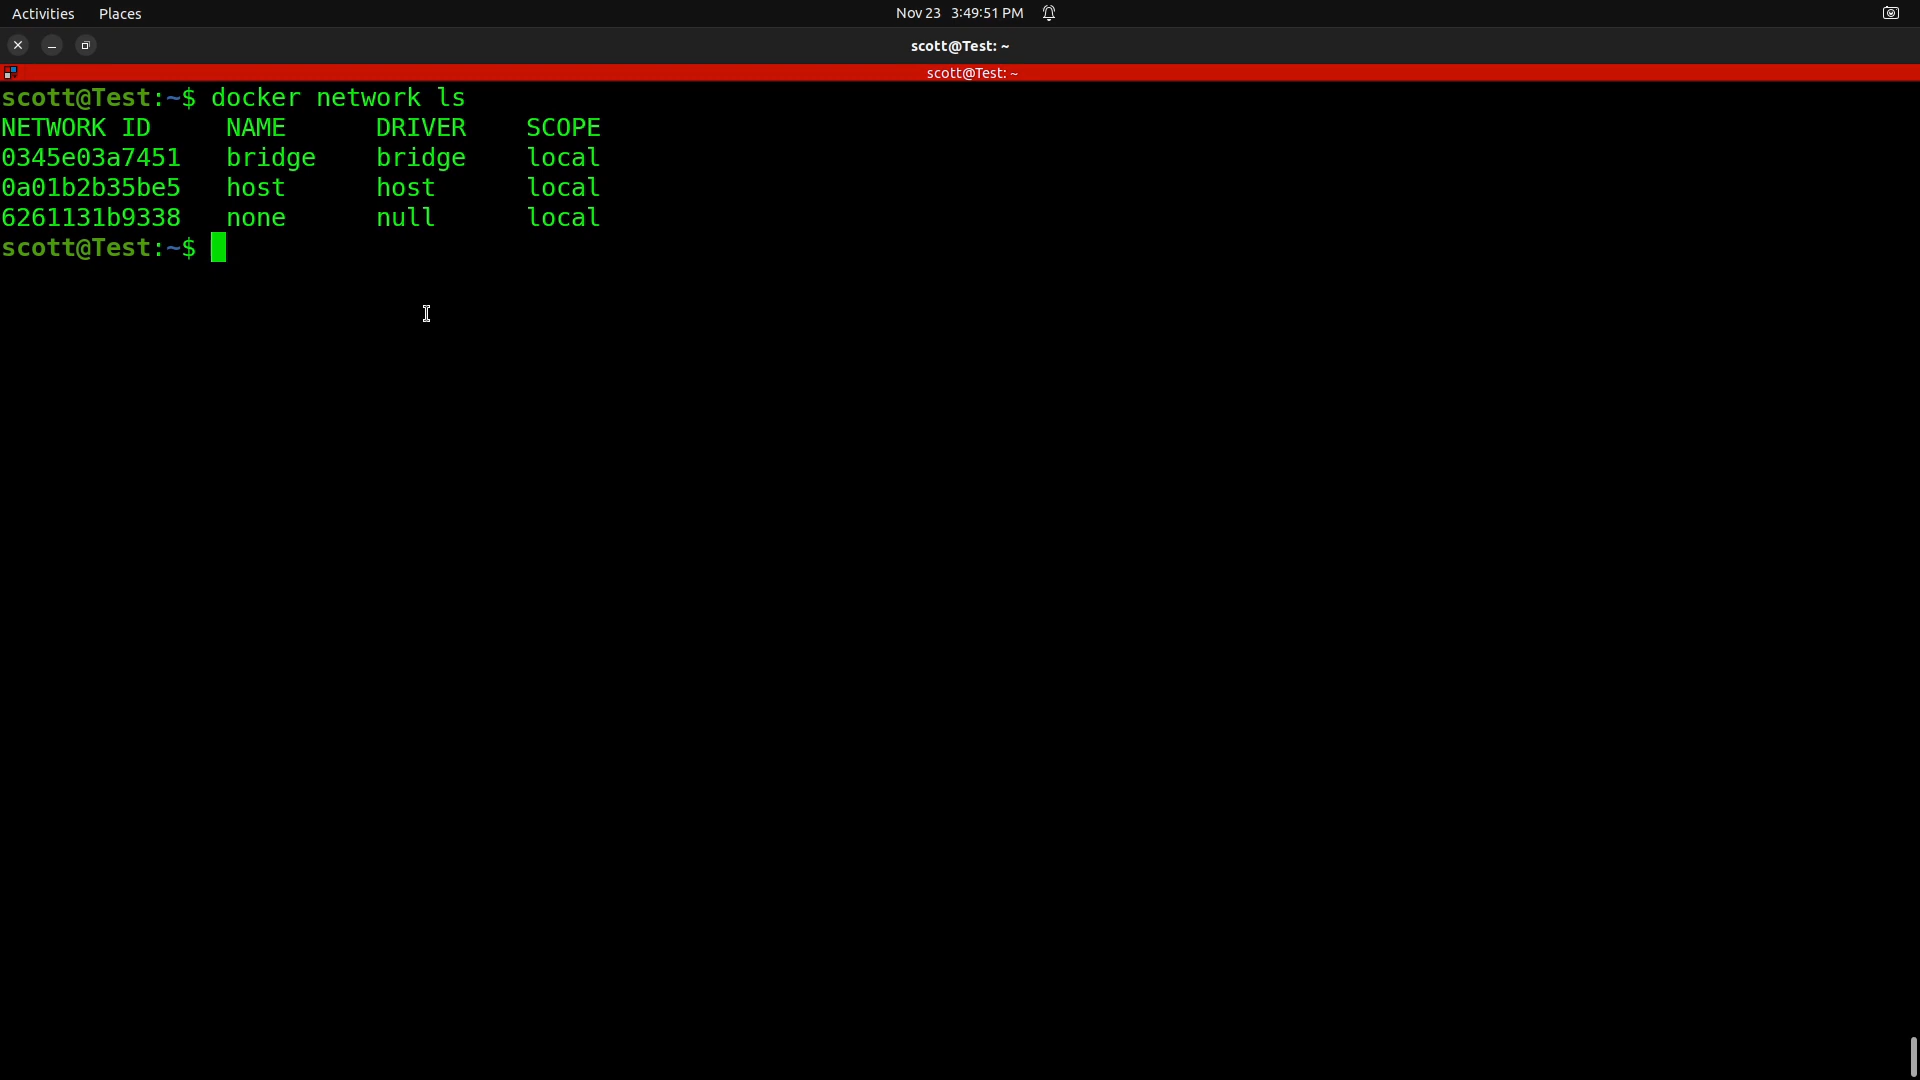 Activities Places Nov 23 3:49:51 PM
scott@Test: ~
scott@Test: ~
scott@Test:~$ docker network ls
NETWORK ID NAME DRIVER SCOPE
0345e03a7451 bridge bridge local
0a01b2b35be5 host host local
6261131b9338 none null local
scott@Test:~$